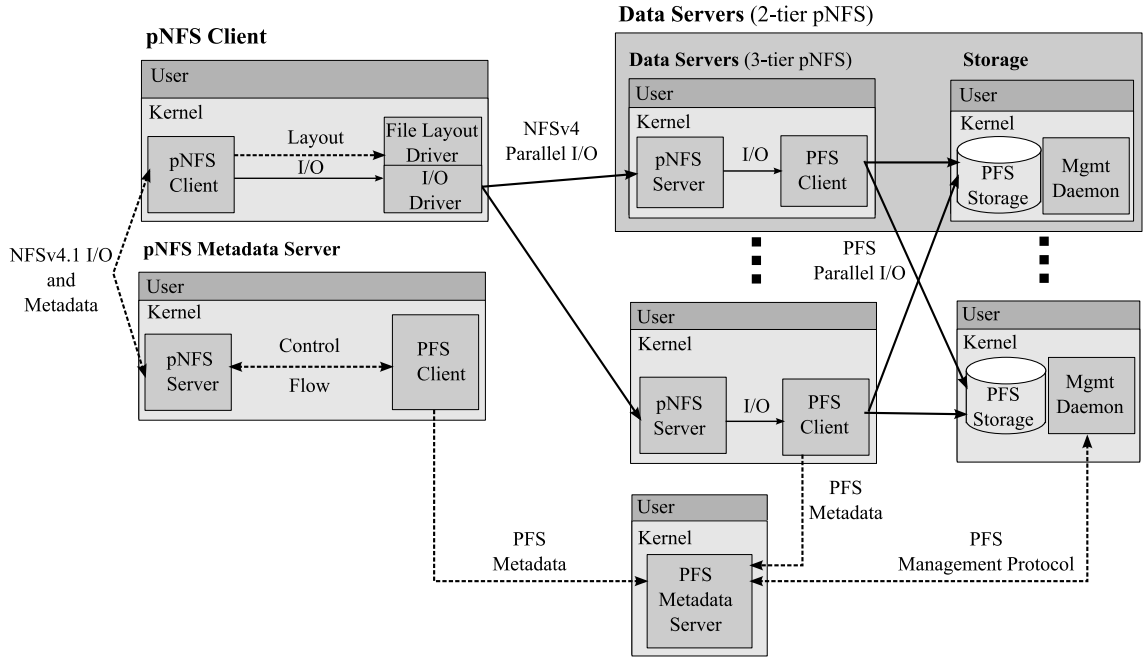 Data Servers (2-tier pNFS)
pNFS Client
Data Servers (3-tier pNFS)
Storage
User
Kernel
pNFS
Client
Layout
I/O
File Layout
Driver
I/O
Driver
NFSv4
Parallel I/O
User
Kernel
pNFS
Server
I/O
PFS
Client
User
Kernel
PFS
Storage
Mgmt
Daemon
NFSv4.1 I/O
and
Metadata
pNFS Metadata Server
User
Kernel
pNFS
Server
Control
Flow
PFS
Client
PFS
Parallel I/O
User
Kernel
pNFS
Server
I/O
PFS
Client
User
Kernel
PFS
Storage
Mgmt
Daemon
PFS
Metadata
PFS
Metadata
User
Kernel
PFS
Metadata
Server
PFS
Management Protocol